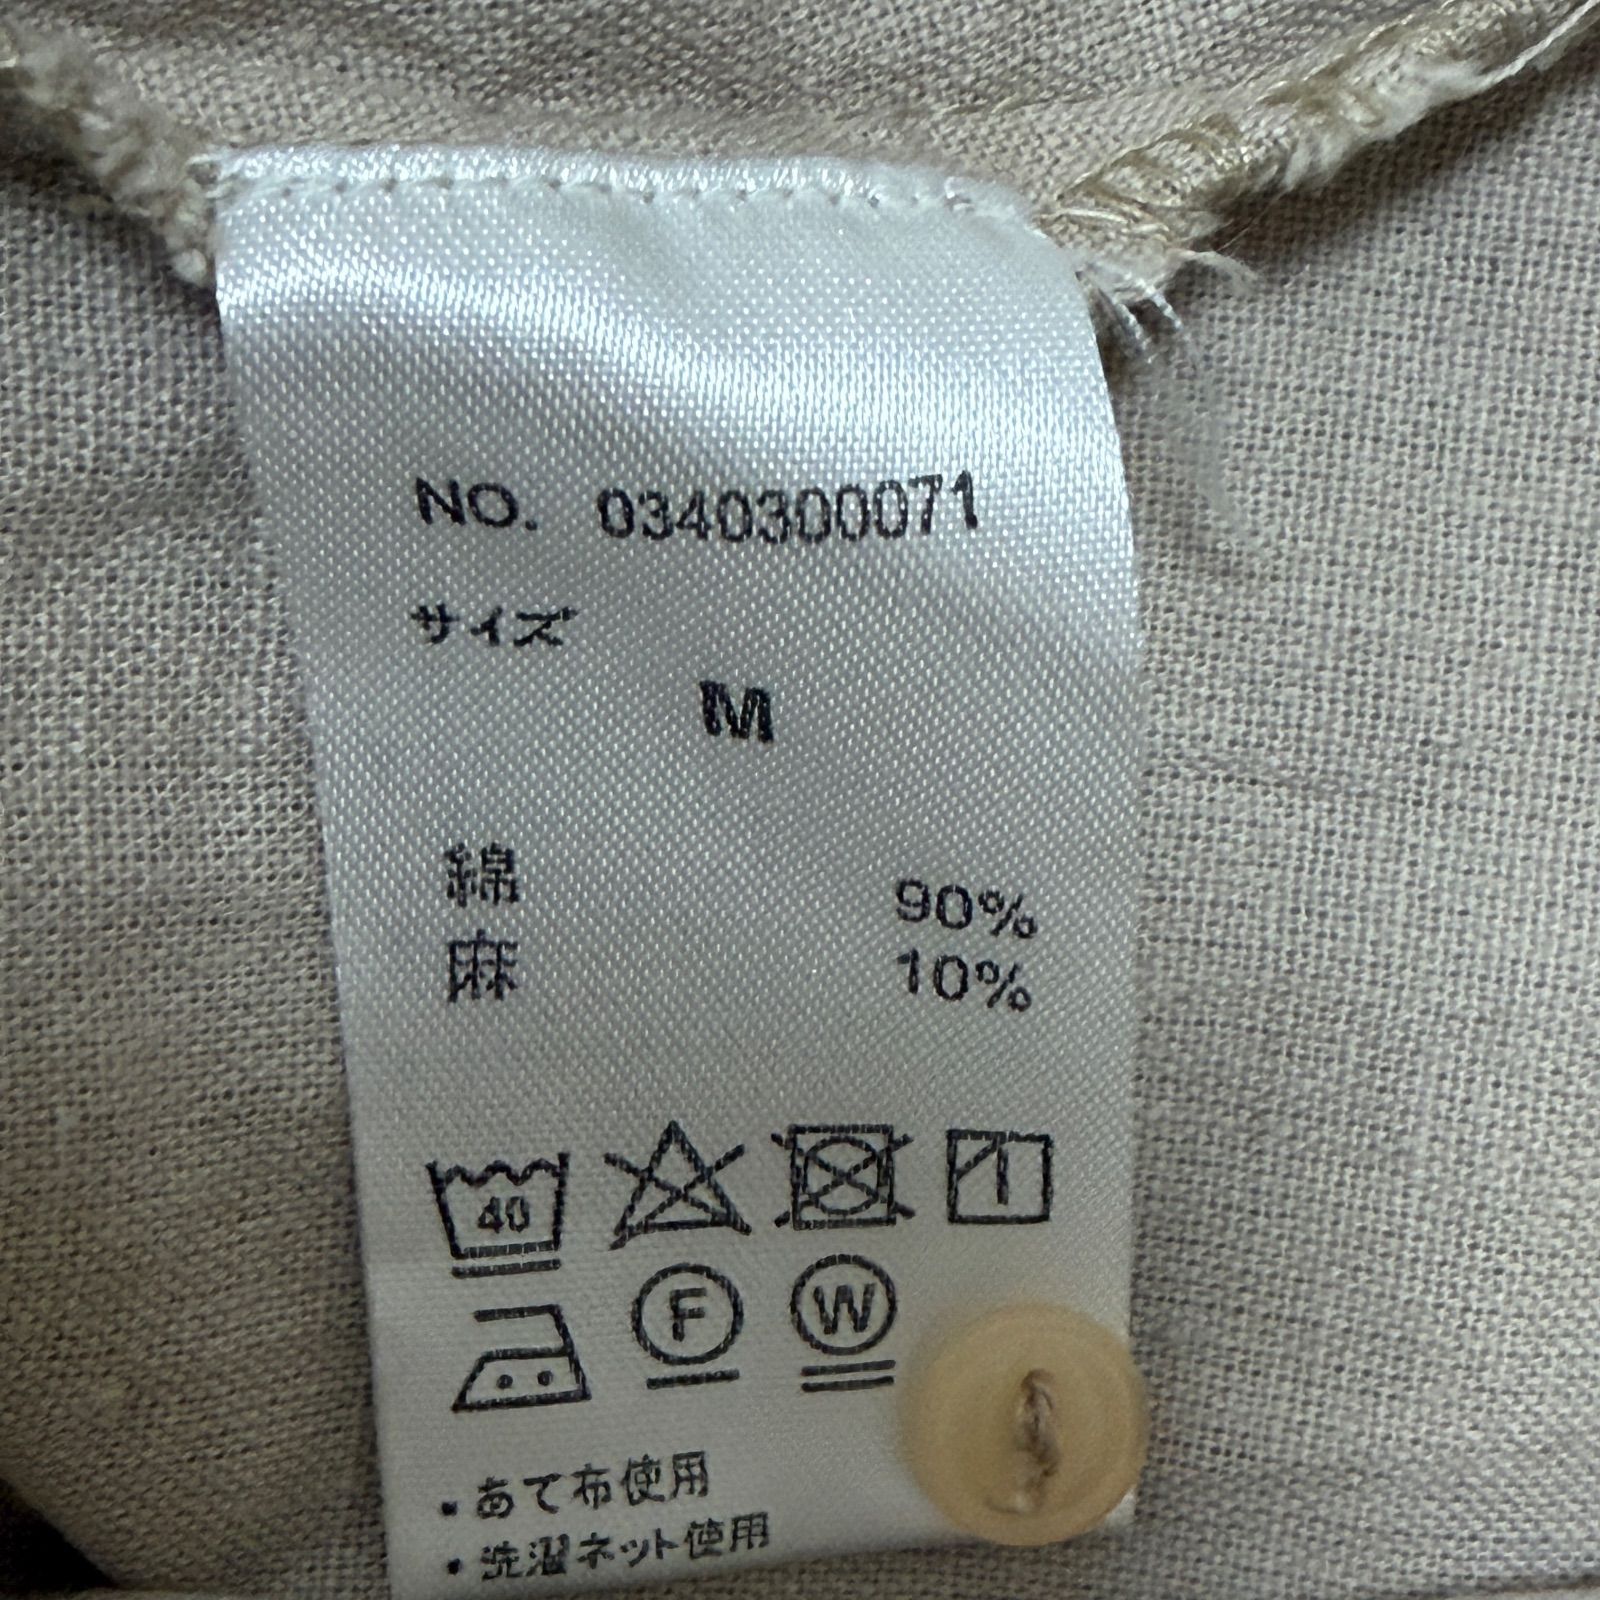 NO. 0340300071
サイズ
M
綿 90%
麻 10%
40
F W
・あて布使用
・洗濯ネット使用